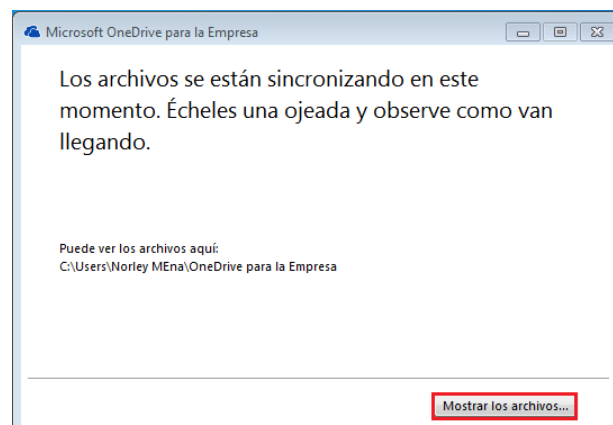 Microsoft OneDrive para la Empresa
Los archivos se están sincronizando en este
momento. Écheles una ojeada y observe como van
llegando.
Puede ver los archivos aquí:
C:\Users\Norley MEna\OneDrive para la Empresa
Mostrar los archivos...